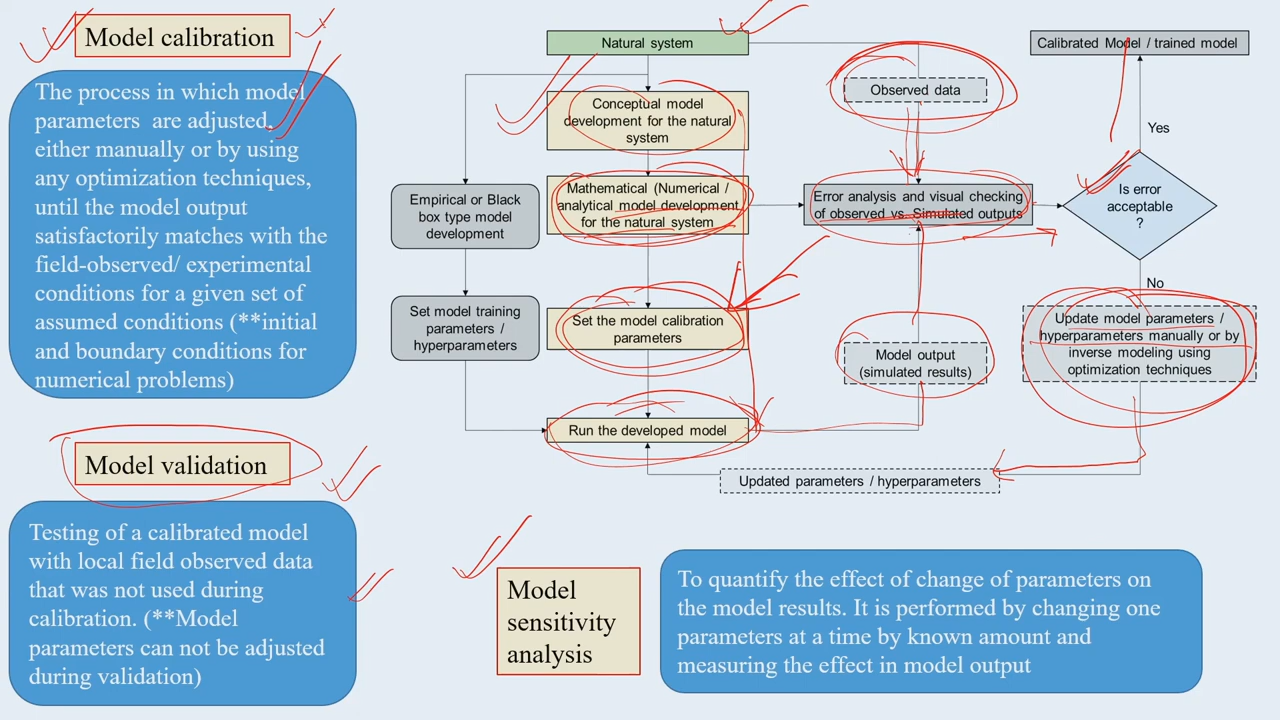 Model calibration
The process in which model
parameters are adjusted,
either manually or by using
any optimization techniques,
until the model output
satisfactorily matches with the
field-observed/ experimental
conditions for a given set of
assumed conditions (**initial
and boundary conditions for
numerical problems)
Model validation
Testing of a calibrated model
with local field observed data
that was not used during
calibration. (**Model
parameters can not be adjusted
during validation)
Natural system
Conceptual model
development for the natural
system
Mathematical (Numerical /
analytical model development
for the natural system
Set the model calibration
parameters
Run the developed model
Empirical or Black
box type model
development
Set model training
parameters /
hyperparameters
Observed data
Error analysis and visual checking
of observed vs. Simulated outputs
Model output
(simulated results)
Updated parameters / hyperparameters
Calibrated Model / trained model
Yes
Is error
acceptable
?
No
Update model parameters /
hyperparameters manually or by
inverse modeling using
optimization techniques
Model
sensitivity
analysis
To quantify the effect of change of parameters on
the model results. It is performed by changing one
parameters at a time by known amount and
measuring the effect in model output